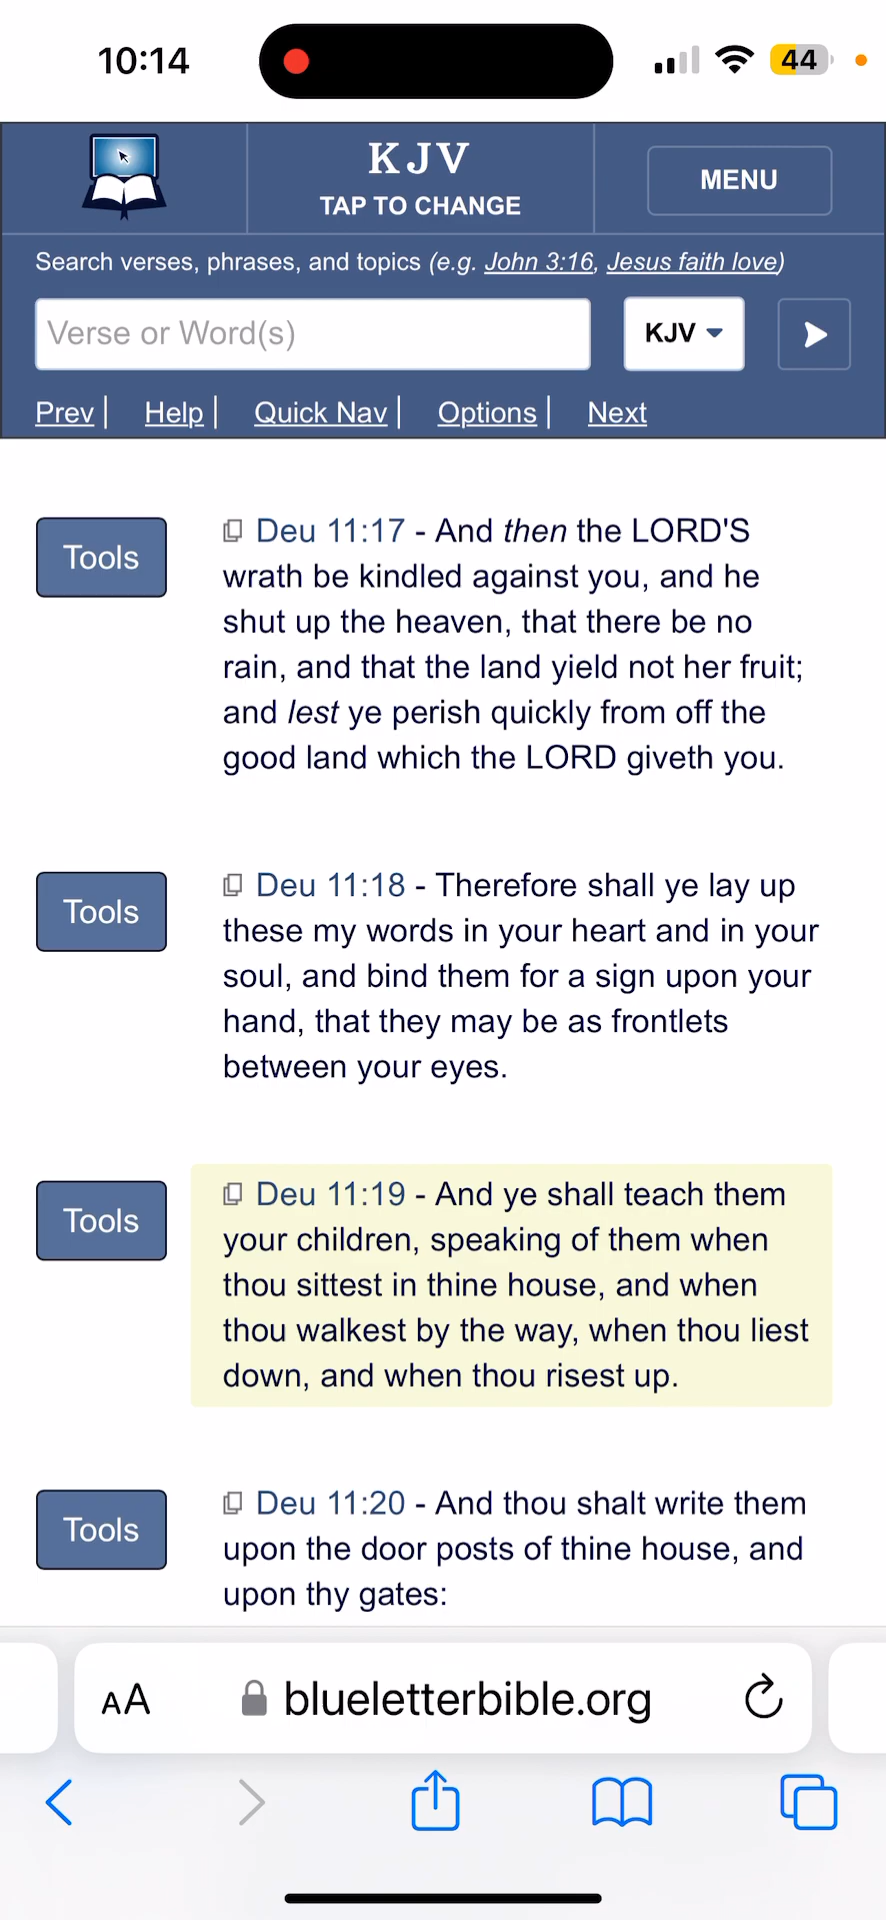 10:14
44
KJV
TAP TO CHANGE
MENU
Search verses, phrases, and topics (e.g. John 3:16, Jesus faith love)
Verse or Word(s)
KJV
Prev | Help | Quick Nav | Options | Next
Tools
Deu 11:17 - And then the LORD'S
wrath be kindled against you, and he
shut up the heaven, that there be no
rain, and that the land yield not her fruit;
and lest ye perish quickly from off the
good land which the LORD giveth you.
Tools
Deu 11:18 - Therefore shall ye lay up
these my words in your heart and in your
soul, and bind them for a sign upon your
hand, that they may be as frontlets
between your eyes.
Tools
Deu 11:19 - And ye shall teach them
your children, speaking of them when
thou sittest in thine house, and when
thou walkest by the way, when thou liest
down, and when thou risest up.
Tools
Deu 11:20 - And thou shalt write them
upon the door posts of thine house, and
upon thy gates:
AA
blueletterbible.org